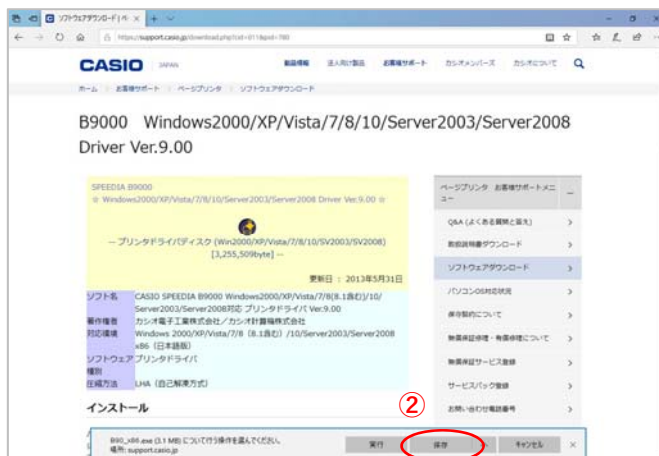 ソフトウェアダウンロード | ペ
https://support.casio.jp/download.php?cid=011&pid=780
CASIO JAPAN 製品情報 法人向け製品 お客様サポート カシオメンバーズ カシオについて
ホーム お客様サポート ページプリンタ ソフトウェアダウンロード
B9000 Windows2000/XP/Vista/7/8/10/Server2003/Server2008
Driver Ver.9.00
SPEEDIA B9000
☆ Windows2000/XP/Vista/7/8/10/Server2003/Server2008 Driver Ver.9.00 ☆
-- プリンタドライバディスク (Win2000/XP/Vista/7/8/10/SV2003/SV2008)
[3,255,509byte] --
更新日 : 2013年5月31日
ソフト名 CASIO SPEEDIA B9000 Windows2000/XP/Vista/7/8(8.1含む)/10/
Server2003/Server2008対応 プリンタドライバ Ver.9.00
著作権者 カシオ電子工業株式会社／カシオ計算機株式会社
対応環境 Windows 2000/XP/Vista/7/8（8.1含む）/10/Server2003/Server2008
x86（日本語版）
ソフトウェア種別 プリンタドライバ
圧縮方法 LHA（自己解凍方式）
インストール
ページプリンタ お客様サポートメニュー
Q&A (よくある質問と答え)
取扱説明書ダウンロード
ソフトウェアダウンロード
パソコンOS対応状況
保守契約について
無償保証修理・有償修理について
無償保証サービス登録
サービスパック登録
お問い合わせ電話番号
②
B90_x86.exe (3.1 MB) について行う操作を選んでください。
場所: support.casio.jp
実行 保存 キャンセル